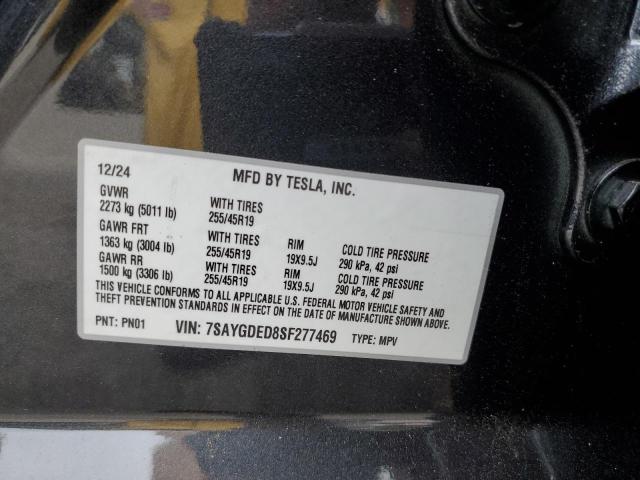 12/24 MFD BY TESLA, INC.
GVWR
2273 kg (5011 lb) WITH TIRES
255/45R19
GAWR FRT
1363 kg (3004 lb) WITH TIRES RIM COLD TIRE PRESSURE
255/45R19 19X9.5J 290 kPa, 42 psi
GAWR RR
1500 kg (3306 lb) WITH TIRES RIM COLD TIRE PRESSURE
255/45R19 19X9.5J 290 kPa, 42 psi
THIS VEHICLE CONFORMS TO ALL APPLICABLE U.S. FEDERAL MOTOR VEHICLE SAFETY AND
THEFT PREVENTION STANDARDS IN EFFECT ON THE DATE OF MANUFACTURE SHOWN ABOVE.
PNT: PN01 VIN: 7SAYGDED8SF277469 TYPE: MPV